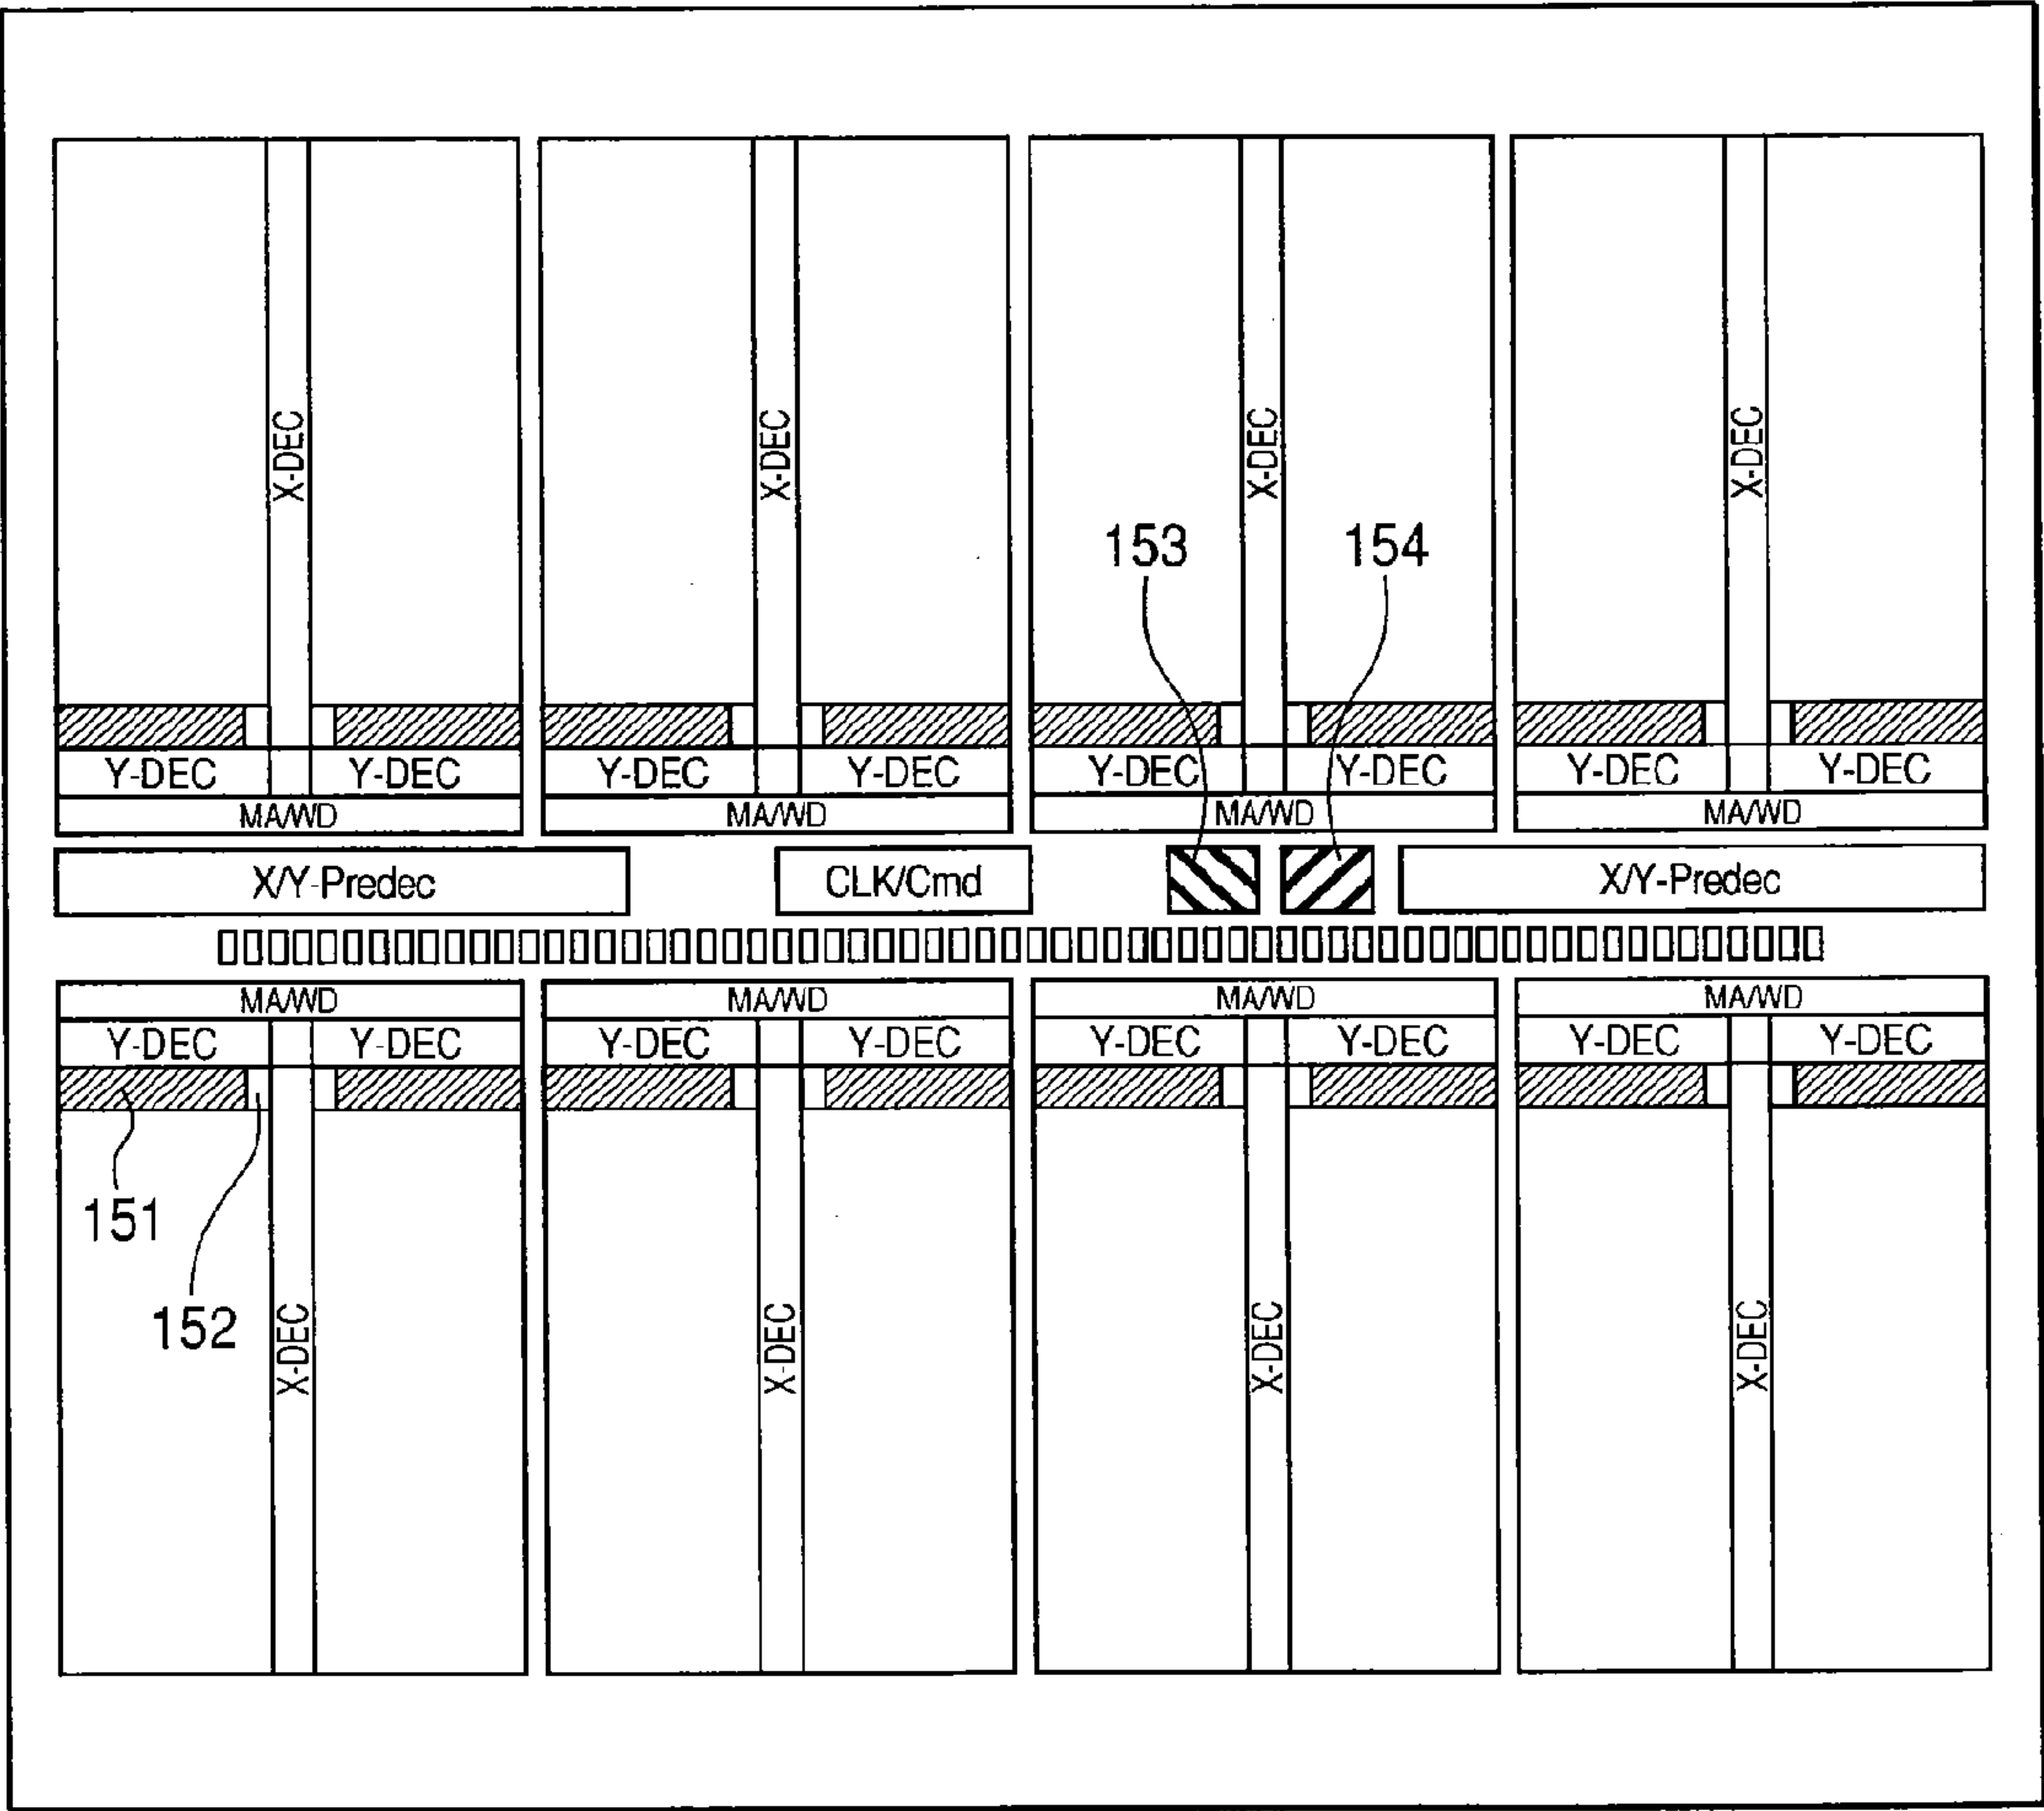 X-DEC X-DEC X-DEC X-DEC
153 154
Y-DEC Y-DEC Y-DEC Y-DEC Y-DEC Y-DEC Y-DEC Y-DEC
MA/WD MA/WD MA/WD MA/WD
X/Y-Predec CLK/Cmd X/Y-Predec
MA/WD MA/WD MA/WD MA/WD
Y-DEC Y-DEC Y-DEC Y-DEC Y-DEC Y-DEC Y-DEC Y-DEC
151
152
X-DEC X-DEC X-DEC X-DEC